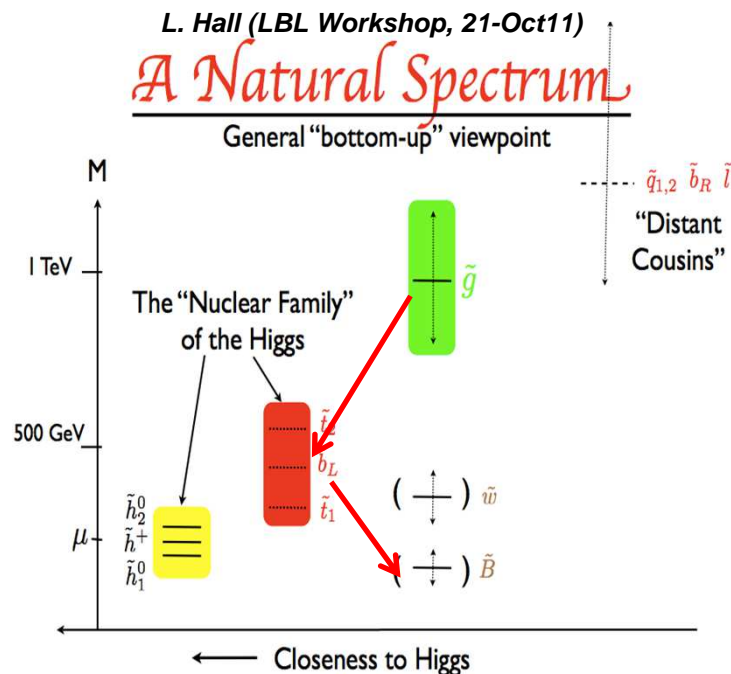 L. Hall (LBL Workshop, 21-Oct11)
A Natural Spectrum
General “bottom-up” viewpoint
M
q̃1,2 b̃R l̃
“Distant
Cousins”
1 TeV
g̃
The “Nuclear Family”
of the Higgs
500 GeV
t̃2
b̃L
t̃1
( ) w̃
( ) B̃
μ
h̃⁰2
h̃⁺
h̃⁰1
Closeness to Higgs